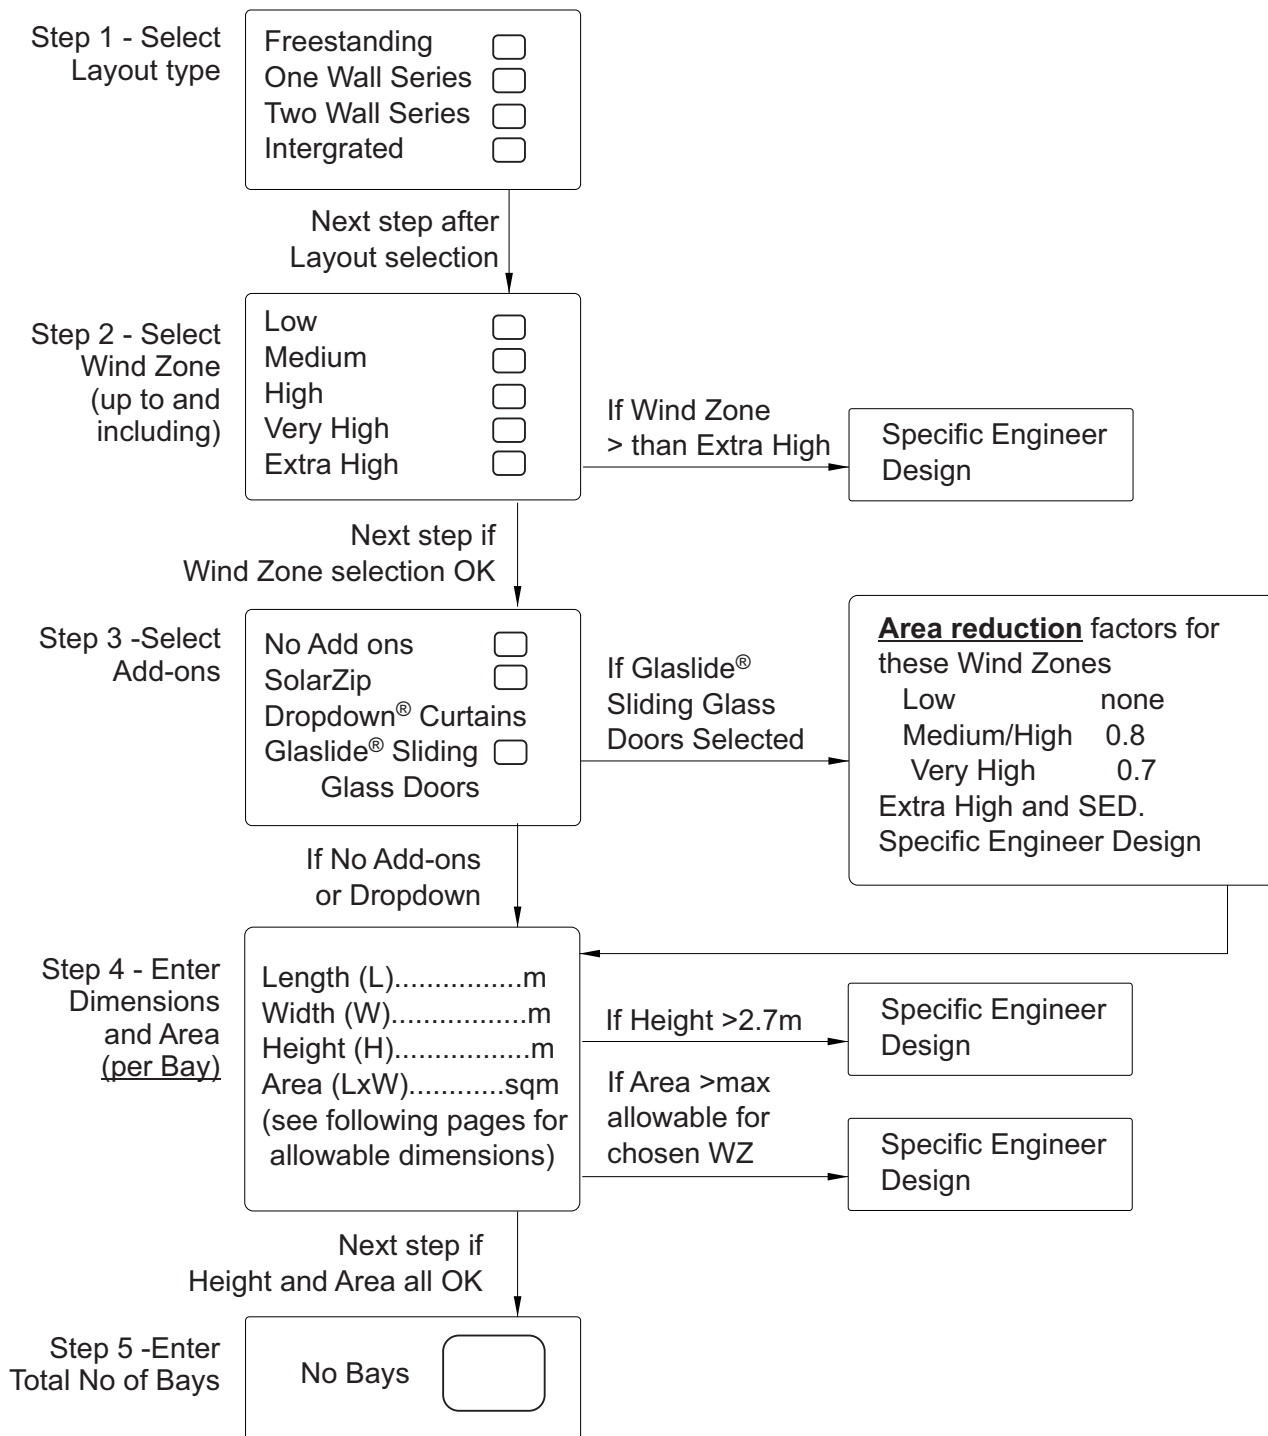 Step 1 - Select
Layout type
Freestanding
One Wall Series
Two Wall Series
Intergrated
Next step after
Layout selection
Step 2 - Select
Wind Zone
(up to and
including)
Low
Medium
High
Very High
Extra High
If Wind Zone
> than Extra High
Specific Engineer
Design
Next step if
Wind Zone selection OK
Step 3 -Select
Add-ons
No Add ons
SolarZip
Dropdown® Curtains
Glaslide® Sliding
Glass Doors
If Glaslide®
Sliding Glass
Doors Selected
Area reduction factors for
these Wind Zones
Low none
Medium/High 0.8
Very High 0.7
Extra High and SED.
Specific Engineer Design
If No Add-ons
or Dropdown
Step 4 - Enter
Dimensions
and Area
(per Bay)
Length (L)................m
Width (W).................m
Height (H).................m
Area (LxW)............sqm
(see following pages for
allowable dimensions)
If Height >2.7m
Specific Engineer
Design
If Area >max
allowable for
chosen WZ
Specific Engineer
Design
Next step if
Height and Area all OK
Step 5 -Enter
Total No of Bays
No Bays